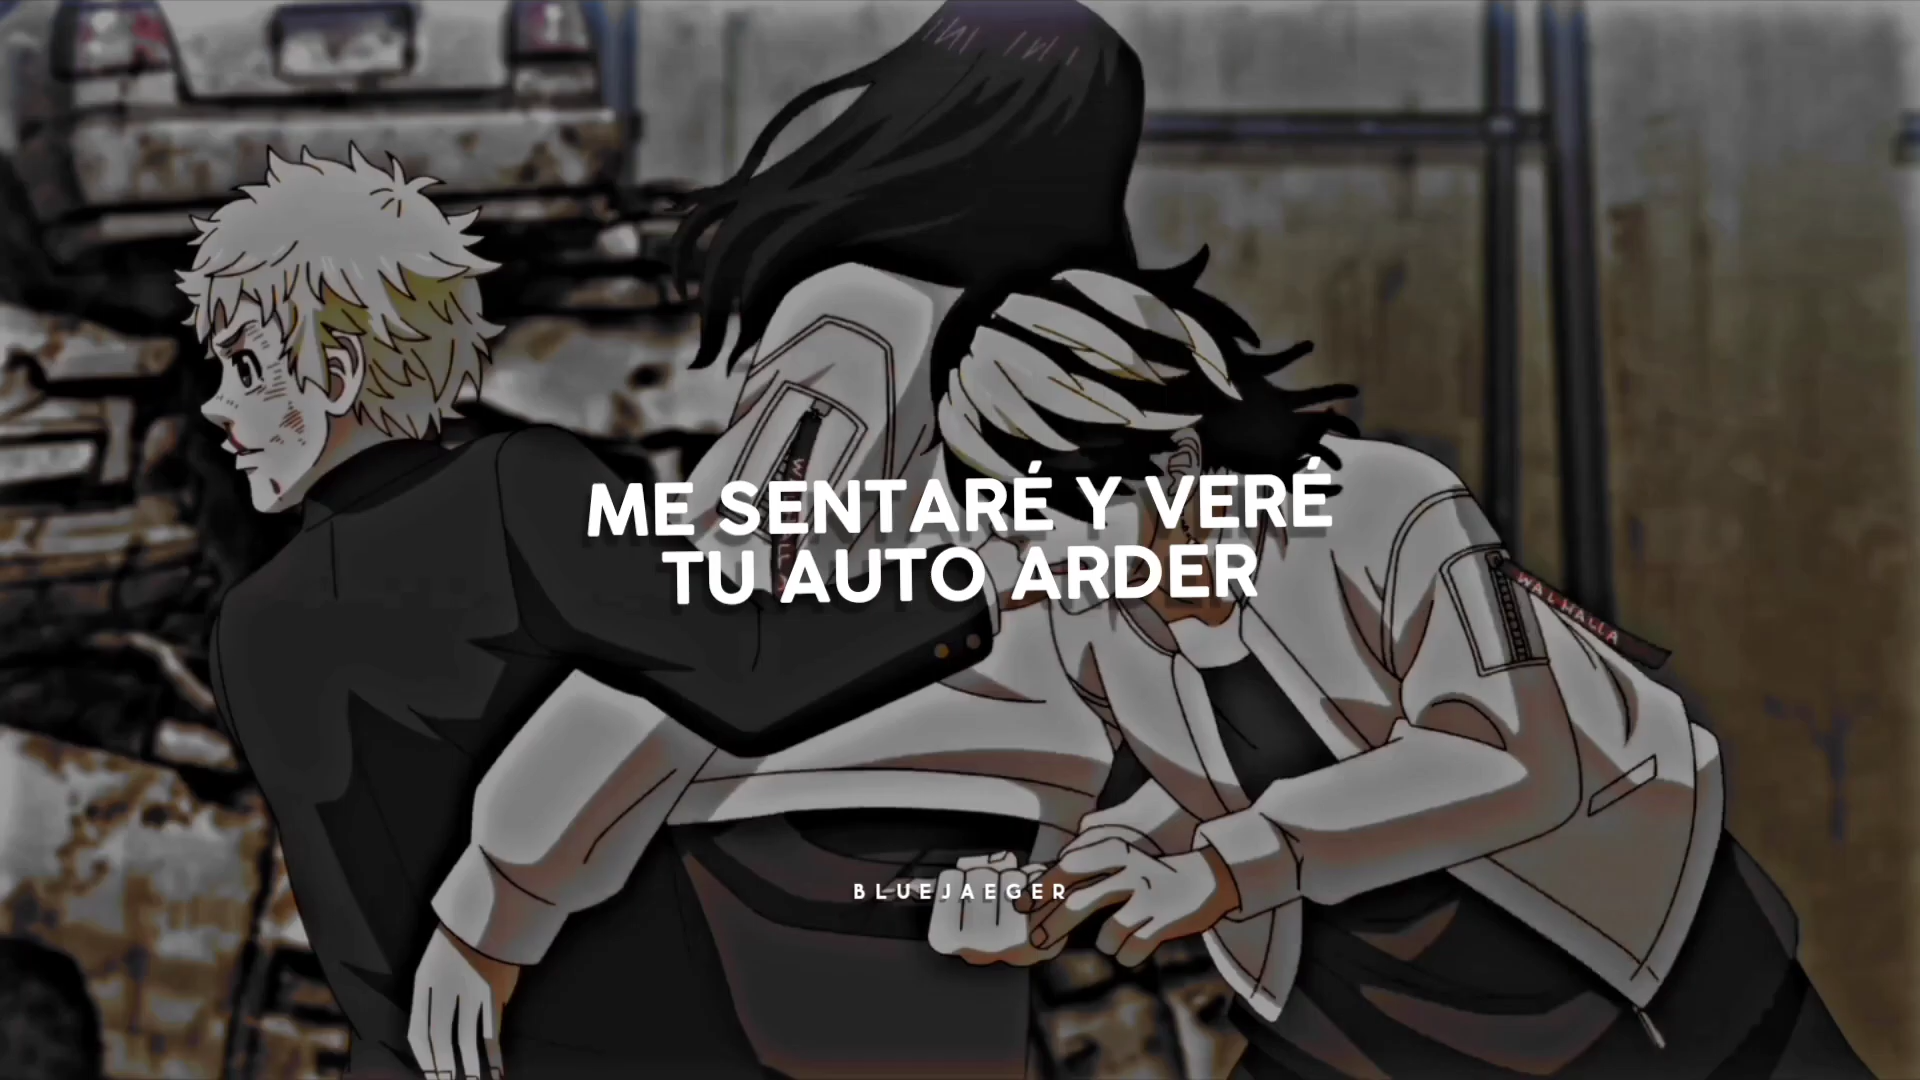 ME SENTARÉ Y VERÉ
TU AUTO ARDER
WALHALLA
BLUEJAEGER